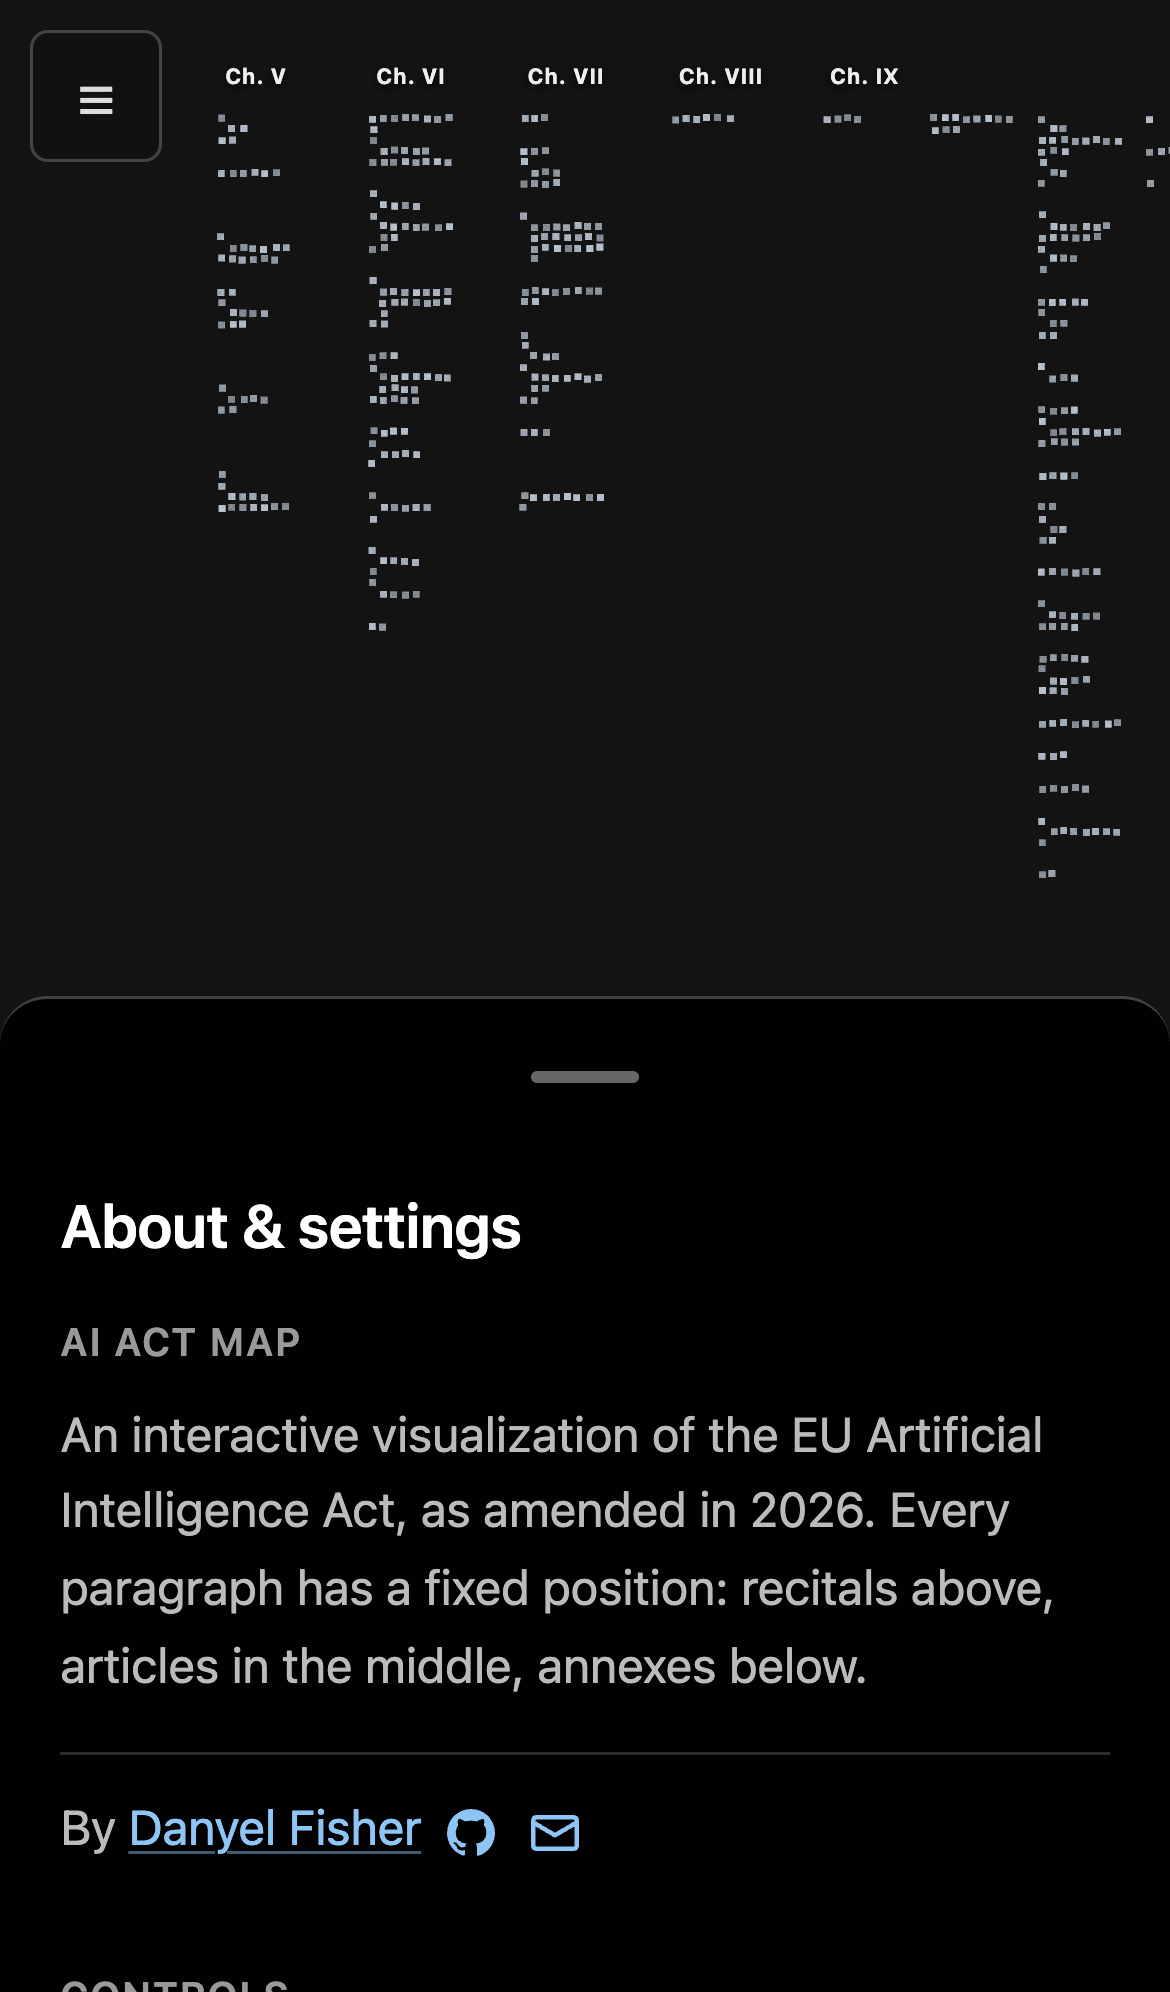 Ch. V Ch. VI Ch. VII Ch. VIII Ch. IX
About & settings
AI ACT MAP
An interactive visualization of the EU Artificial
Intelligence Act, as amended in 2026. Every
paragraph has a fixed position: recitals above,
articles in the middle, annexes below.
By Danyel Fisher
CONTROLS